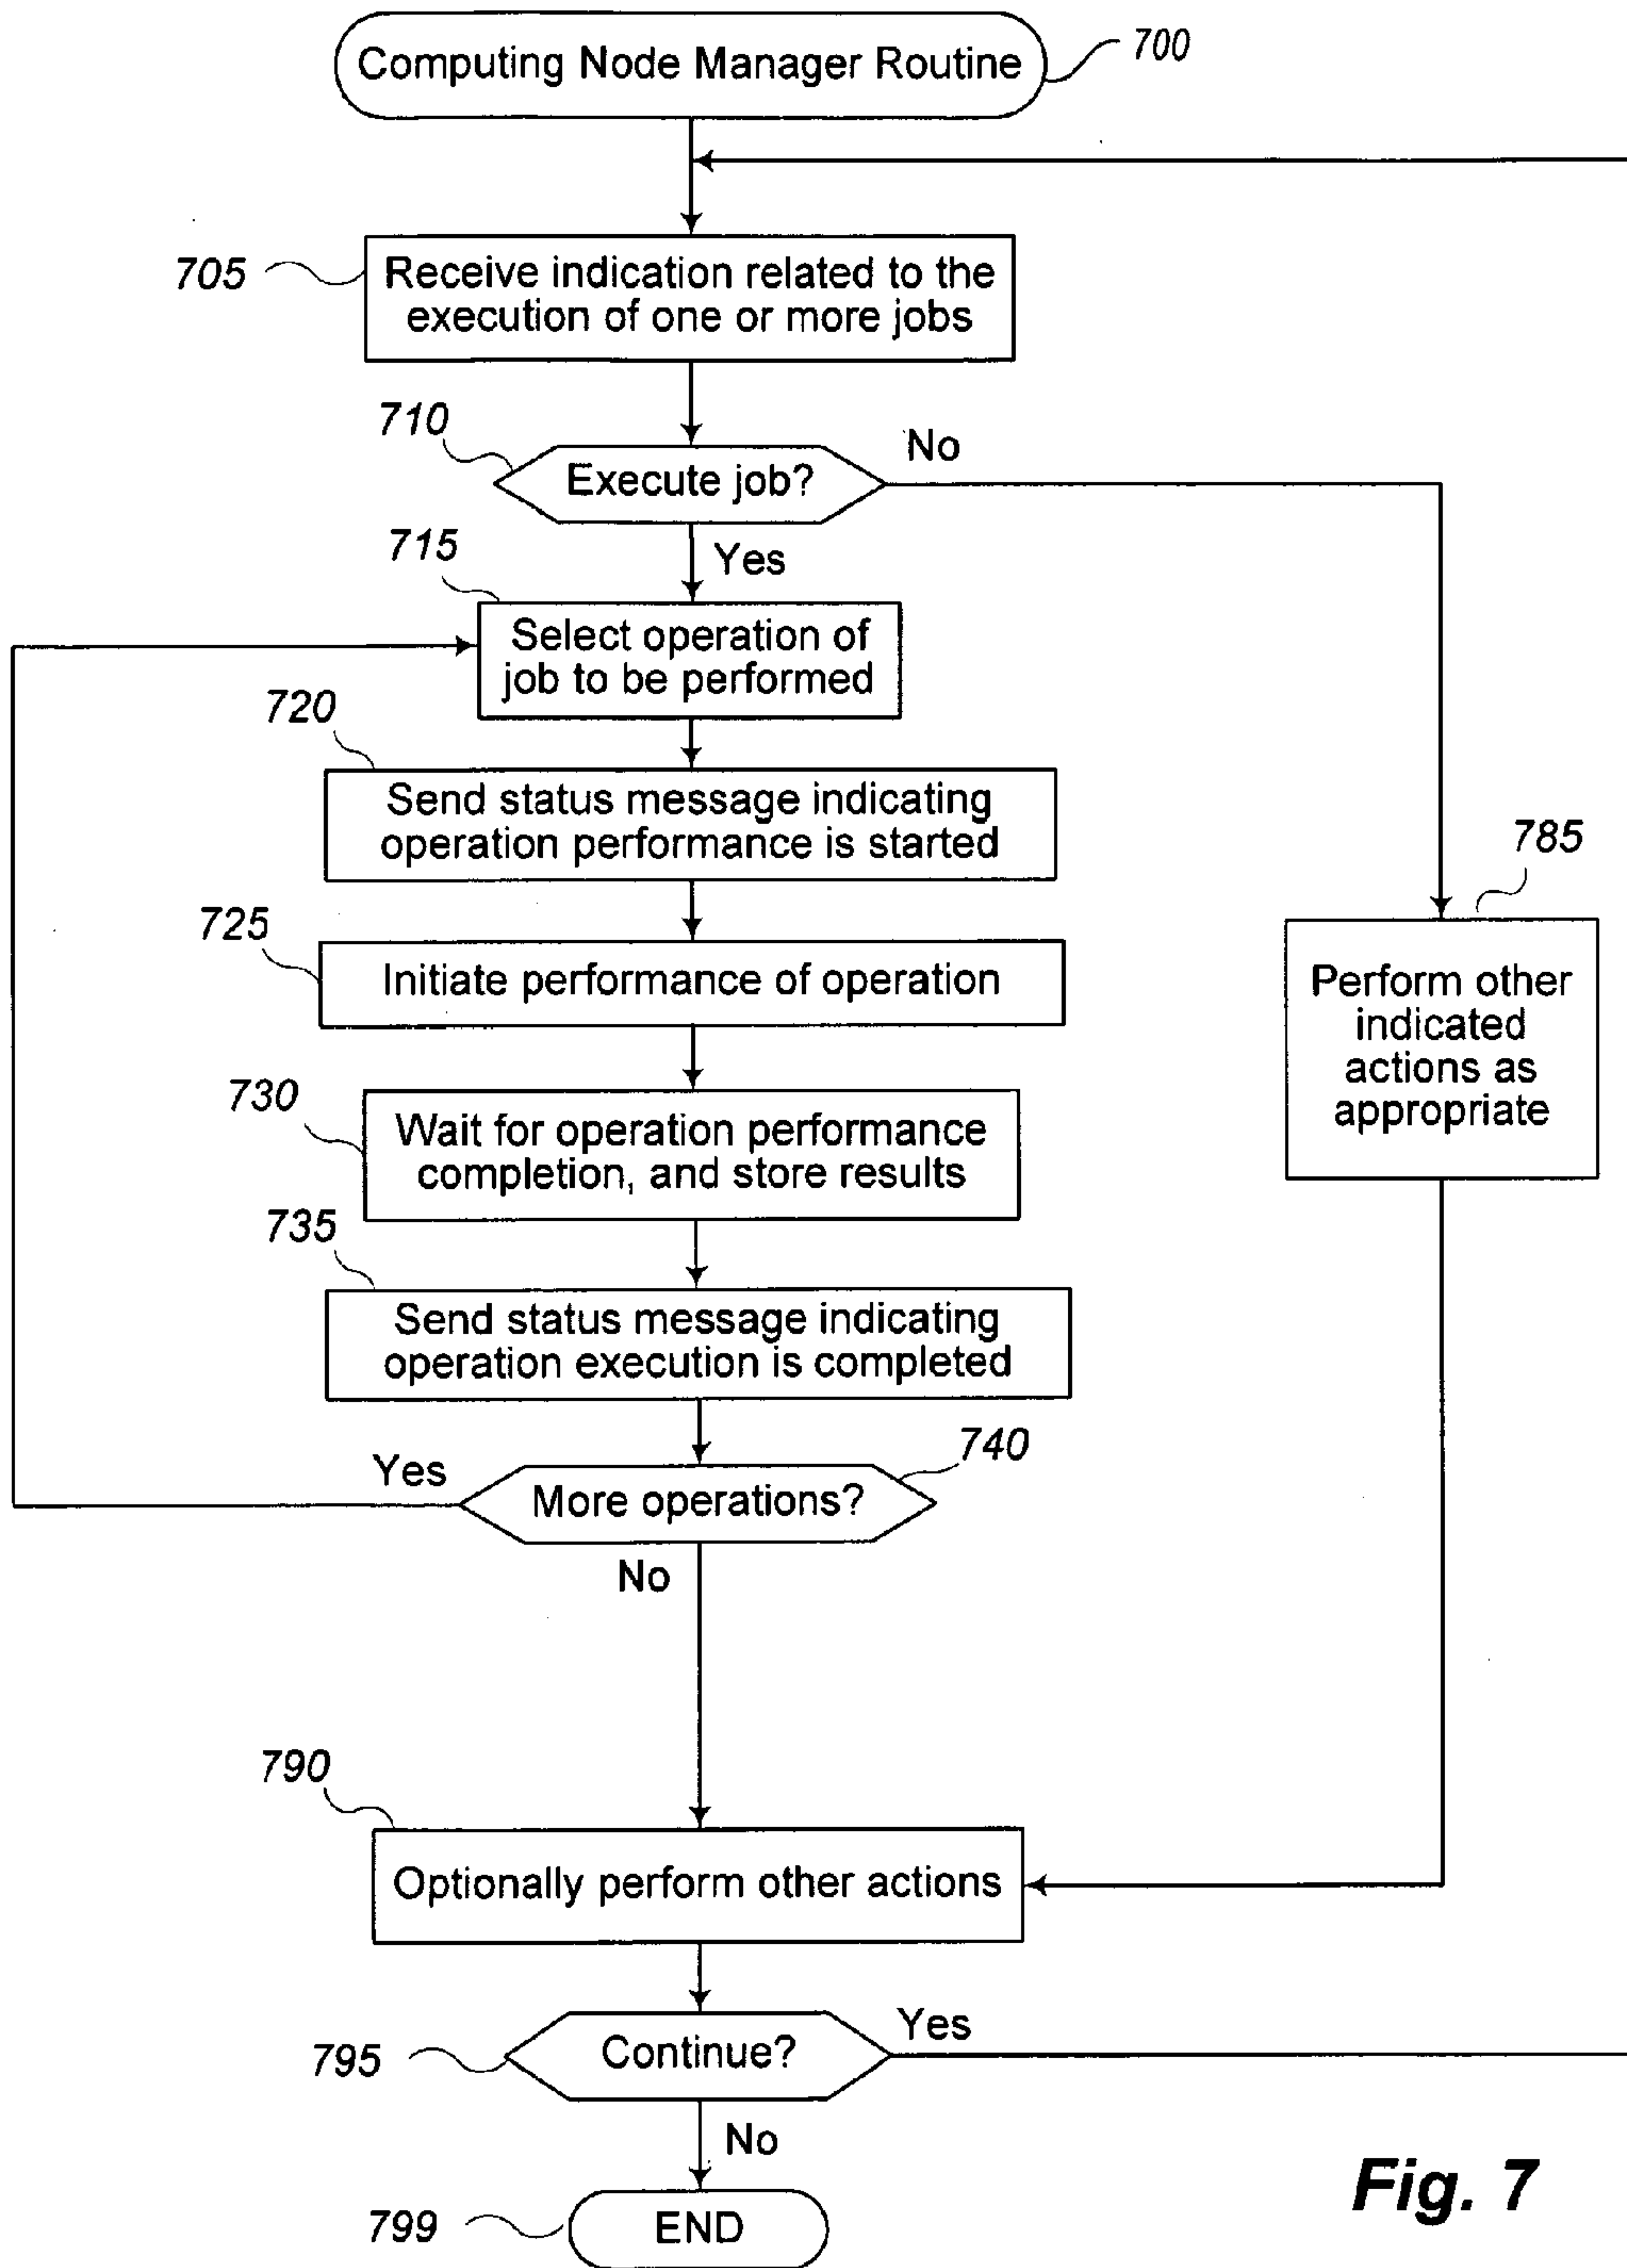 Computing Node Manager Routine
700
705
Receive indication related to the
execution of one or more jobs
710
Execute job?
No
Yes
715
Select operation of
job to be performed
720
Send status message indicating
operation performance is started
725
Initiate performance of operation
785
Perform other
indicated
actions as
appropriate
730
Wait for operation performance
completion, and store results
735
Send status message indicating
operation execution is completed
740
Yes
More operations?
No
790
Optionally perform other actions
795
Continue?
Yes
No
799
END
Fig. 7